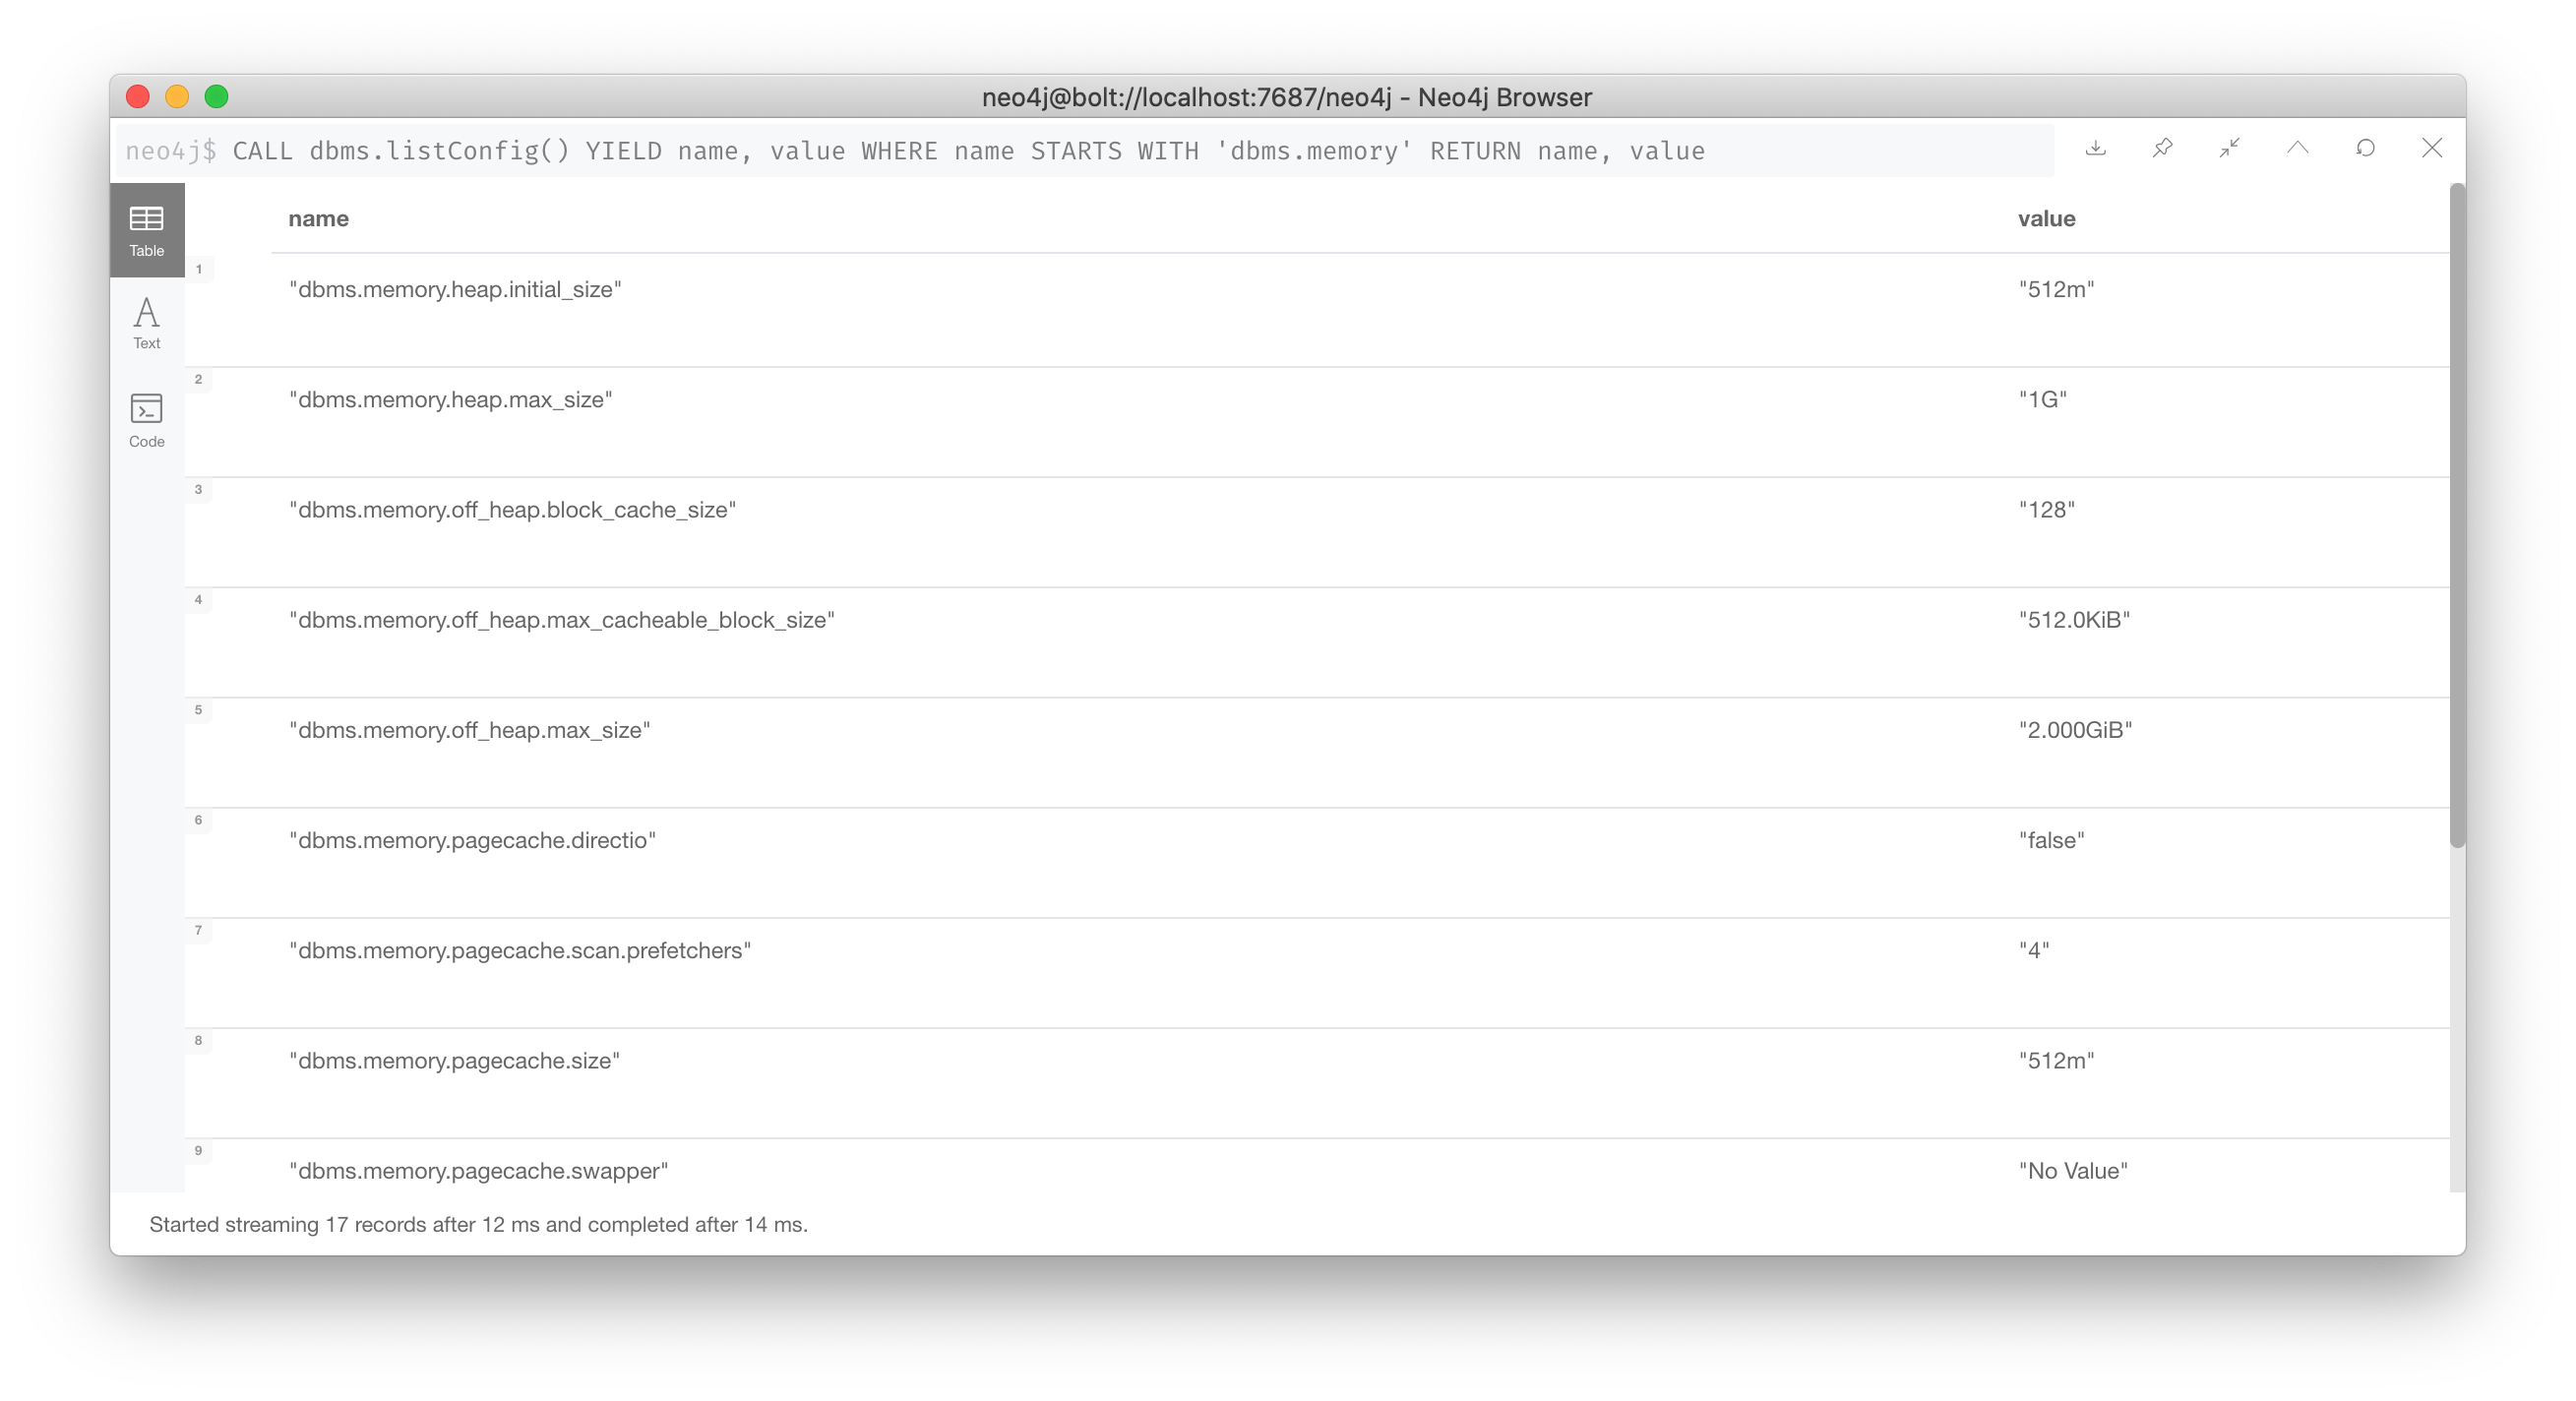 neo4j@bolt://localhost:7687/neo4j - Neo4j Browser
neo4j$ CALL dbms.listConfig() YIELD name, value WHERE name STARTS WITH 'dbms.memory' RETURN name, value
Table
Text
Code
name value
1 "dbms.memory.heap.initial_size" "512m"
2 "dbms.memory.heap.max_size" "1G"
3 "dbms.memory.off_heap.block_cache_size" "128"
4 "dbms.memory.off_heap.max_cacheable_block_size" "512.0KiB"
5 "dbms.memory.off_heap.max_size" "2.000GiB"
6 "dbms.memory.pagecache.directio" "false"
7 "dbms.memory.pagecache.scan.prefetchers" "4"
8 "dbms.memory.pagecache.size" "512m"
9 "dbms.memory.pagecache.swapper" "No Value"
Started streaming 17 records after 12 ms and completed after 14 ms.